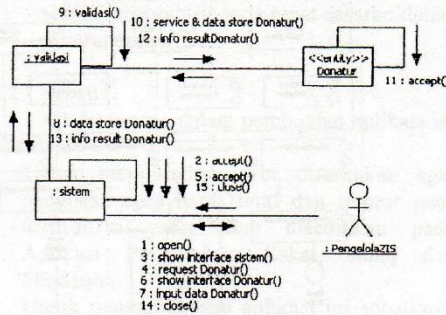 9 : validasi()
10 : service & data store Donatur()
12 : info resultDonatur()
: validasi
<<entity>>
Donatur
11 : accept()
8 : data store Donatur()
13 : info result Donatur()
2 : accept()
5 : accept()
15 : close()
: sistem
: PengelolaZIS
1 : open()
3 : show interface sistem()
4 : request Donatur()
6 : show interface Donatur()
7 : input data Donatur()
14 : close()